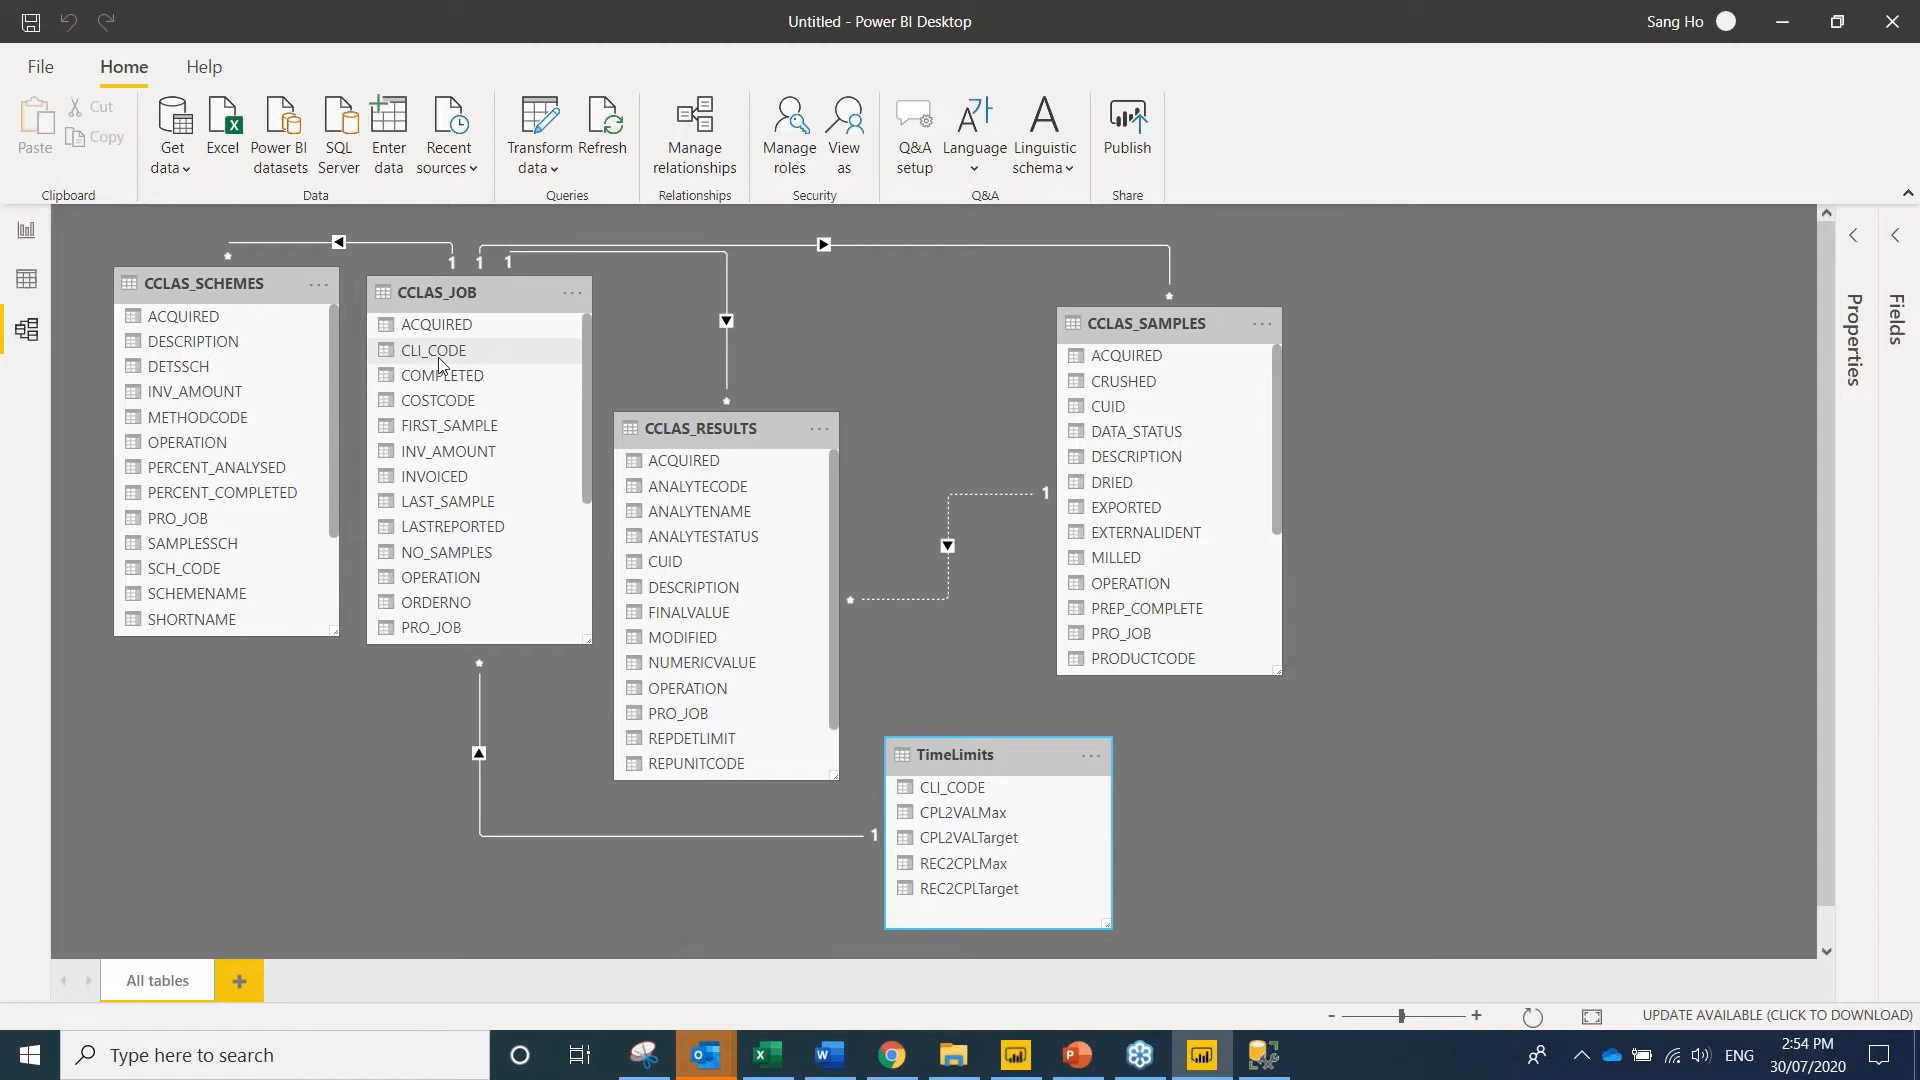 Untitled - Power BI Desktop
Sang Ho
File
Home
Help
Paste
Cut
Copy
Clipboard
Get data
Excel
Power BI datasets
SQL Server
Enter data
Recent sources
Data
Transform data
Refresh
Queries
Manage relationships
Relationships
Manage roles
View as
Security
Q&A setup
Language
Linguistic schema
Q&A
Publish
Share
CCLAS_SCHEMES
ACQUIRED
DESCRIPTION
DETSSCH
INV_AMOUNT
METHODCODE
OPERATION
PERCENT_ANALYSED
PERCENT_COMPLETED
PRO_JOB
SAMPLESSCH
SCH_CODE
SCHEMENAME
SHORTNAME
* 1 1 1 *
CCLAS_JOB
ACQUIRED
CLI_CODE
COMPLETED
COSTCODE
FIRST_SAMPLE
INV_AMOUNT
INVOICED
LAST_SAMPLE
LASTREPORTED
NO_SAMPLES
OPERATION
ORDERNO
PRO_JOB
*
*
CCLAS_RESULTS
ACQUIRED
ANALYTECODE
ANALYTENAME
ANALYTESTATUS
CUID
DESCRIPTION
FINALVALUE
MODIFIED
NUMERICVALUE
OPERATION
PRO_JOB
REPDETLIMIT
REPUNITCODE
* 1
CCLAS_SAMPLES
ACQUIRED
CRUSHED
CUID
DATA_STATUS
DESCRIPTION
DRIED
EXPORTED
EXTERNALIDENT
MILLED
OPERATION
PREP_COMPLETE
PRO_JOB
PRODUCTCODE
1
TimeLimits
CLI_CODE
CPL2VALMax
CPL2VALTarget
REC2CPLMax
REC2CPLTarget
Properties
Fields
All tables
+
- +
UPDATE AVAILABLE (CLICK TO DOWNLOAD)
Type here to search
ENG
2:54 PM
30/07/2020